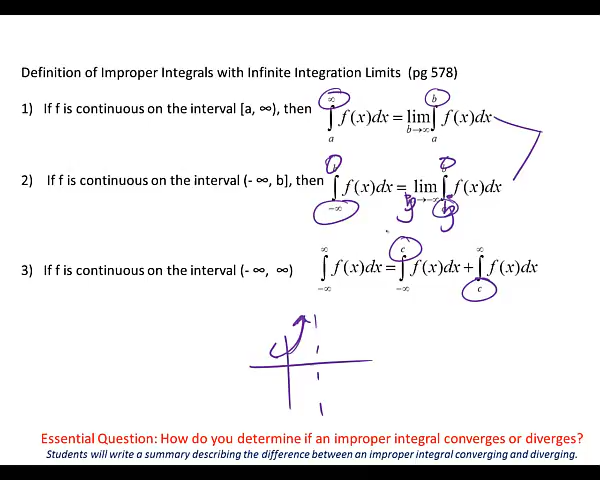 Definition of Improper Integrals with Infinite Integration Limits (pg 578)
1) If f is continuous on the interval [a, ∞), then ∫_a^∞ f(x)dx = lim_{b→∞} ∫_a^b f(x)dx
2) If f is continuous on the interval (- ∞, b], then ∫_{-∞} f(x)dx = lim_{→-∞} ∫ f(x)dx
3) If f is continuous on the interval (- ∞, ∞) ∫_{-∞}^∞ f(x)dx = ∫_{-∞}^c f(x)dx + ∫_c^∞ f(x)dx
Essential Question: How do you determine if an improper integral converges or diverges?
Students will write a summary describing the difference between an improper integral converging and diverging.